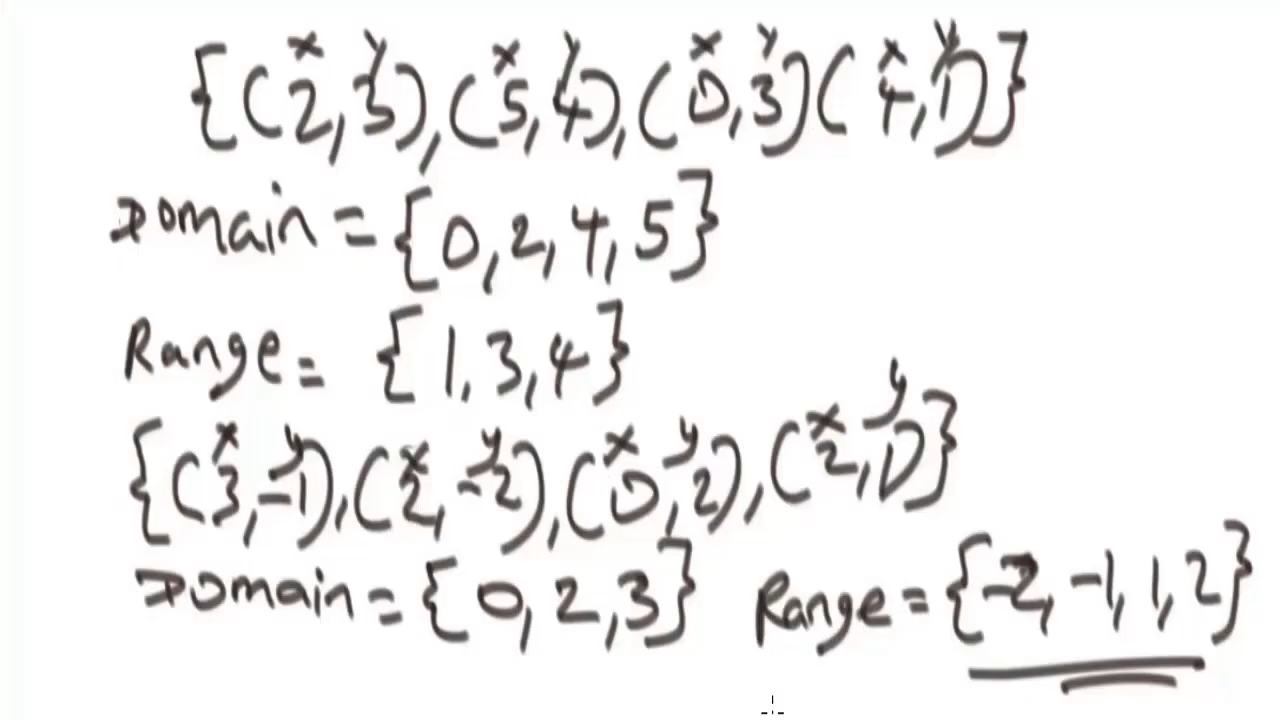 x y x y x y x y
{(2,3),(5,4),(0,3)(4,1)}
Domain = {0,2,4,5}
Range = {1,3,4}
x y x y x y x y
{(3,-1),(2,-2),(0,2),(2,1)}
Domain = {0,2,3} Range = {-2,-1,1,2}